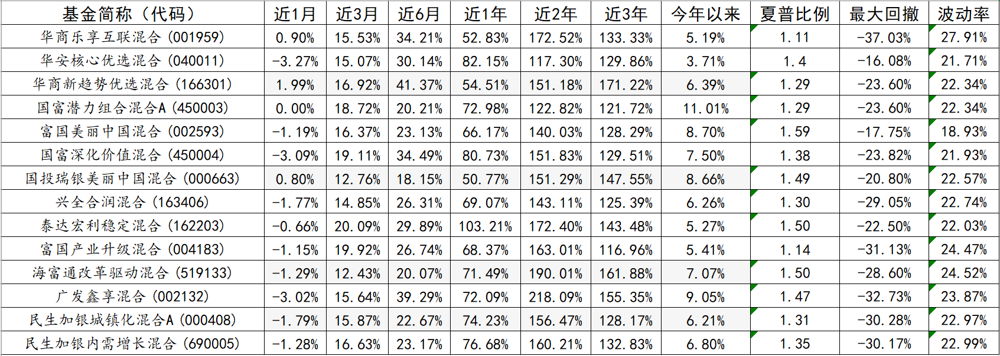 基金简称（代码） 近1月 近3月 近6月 近1年 近2年 近3年 今年以来 夏普比例 最大回撤 波动率
华商乐享互联混合(001959) 0.90% 15.53% 34.21% 52.83% 172.52% 133.33% 5.19% 1.11 -37.03% 27.91%
华安核心优选混合(040011) -3.27% 15.07% 30.14% 82.15% 117.30% 129.86% 3.71% 1.4 -16.08% 21.71%
华商新趋势优选混合(166301) 1.99% 16.92% 41.37% 54.51% 151.18% 171.22% 6.39% 1.29 -23.60% 22.34%
国富潜力组合混合A(450003) 0.00% 18.72% 20.21% 72.98% 122.82% 121.72% 11.01% 1.29 -23.60% 22.34%
富国美丽中国混合(002593) -1.19% 16.37% 23.13% 66.17% 140.03% 128.29% 8.70% 1.59 -17.75% 18.93%
国富深化价值混合(450004) -3.09% 19.11% 34.49% 80.73% 151.83% 129.51% 7.50% 1.38 -23.82% 21.93%
国投瑞银美丽中国混合(000663) 0.80% 12.76% 18.15% 50.77% 151.29% 147.55% 8.66% 1.49 -20.80% 22.57%
兴全合润混合(163406) -1.77% 14.85% 26.31% 69.07% 143.11% 125.39% 6.26% 1.30 -29.05% 22.74%
泰达宏利稳定混合(162203) -0.66% 20.09% 29.89% 103.21% 172.40% 143.48% 5.27% 1.50 -22.50% 22.03%
富国产业升级混合(004183) -1.15% 19.92% 26.74% 68.37% 163.01% 116.96% 5.41% 1.14 -31.13% 24.47%
海富通改革驱动混合(519133) -1.29% 12.43% 20.07% 71.49% 190.01% 161.88% 7.07% 1.50 -28.60% 24.52%
广发鑫享混合(002132) -3.02% 15.64% 39.29% 72.09% 218.09% 155.35% 9.05% 1.47 -32.73% 23.87%
民生加银城镇化混合A(000408) -1.79% 15.87% 22.67% 74.23% 156.47% 128.17% 6.21% 1.31 -30.28% 22.97%
民生加银内需增长混合(690005) -1.28% 16.63% 23.17% 76.68% 160.21% 132.83% 6.80% 1.35 -30.17% 22.99%